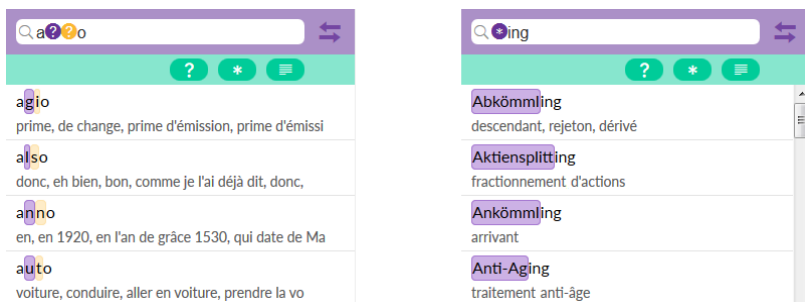 a??o
? *
agio
prime, de change, prime d'émission, prime d'émissi
also
donc, eh bien, bon, comme je l'ai déjà dit, donc,
anno
en, en 1920, en l'an de grâce 1530, qui date de Ma
auto
voiture, conduire, aller en voiture, prendre la vo
*ing
? *
Abkömmling
descendant, rejeton, dérivé
Aktiensplitting
fractionnement d'actions
Ankömmling
arrivant
Anti-Aging
traitement anti-âge